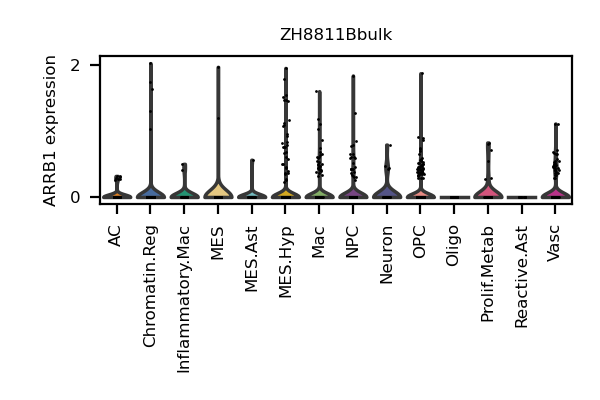 ZH8811Bbulk
ARRB1 expression
2
0
AC
Chromatin.Reg
Inflammatory.Mac
MES
MES.Ast
MES.Hyp
Mac
NPC
Neuron
OPC
Oligo
Prolif.Metab
Reactive.Ast
Vasc